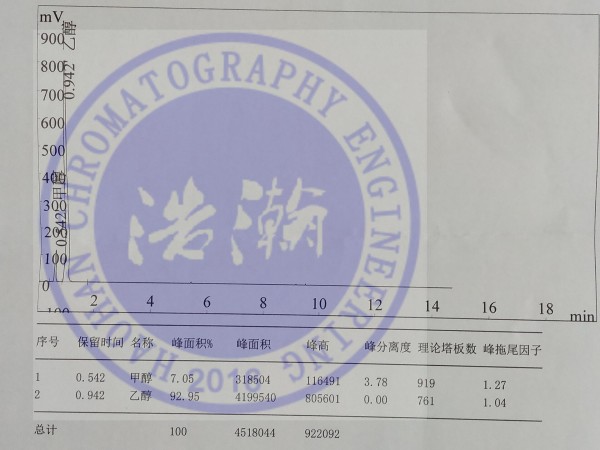 mV
900
800
700
600
500
400
300
200
100
0
-100
0.542 甲醇
0.942 乙醇
2 4 6 8 10 12 14 16 18 min
HAOHAN CHROMATOGRAPHY ENGINEERING
浩瀚
2016
序号 保留时间 名称 峰面积% 峰面积 峰高 峰分离度 理论塔板数 峰拖尾因子
1 0.542 甲醇 7.05 318504 116491 3.78 919 1.27
2 0.942 乙醇 92.95 4199540 805601 0.00 761 1.04
总计 100 4518044 922092